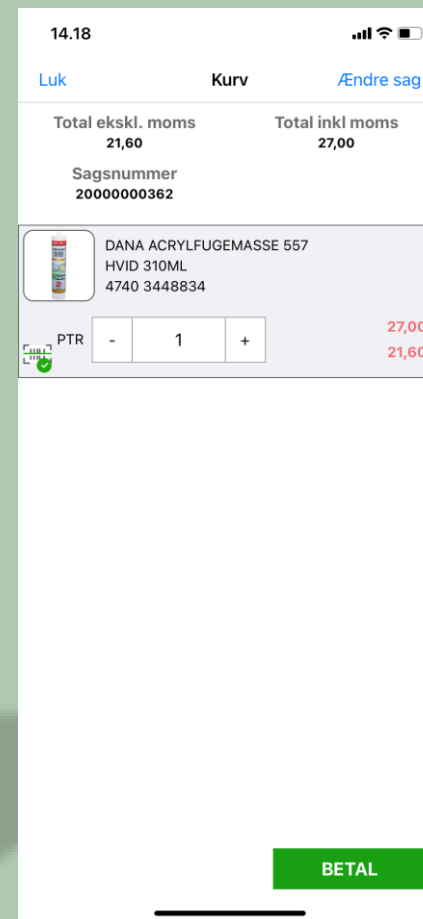 14.18
Luk Kurv Ændre sag
Total ekskl. moms Total inkl moms
21,60 27,00
Sagsnummer
20000000362
DANA ACRYLFUGEMASSE 557
HVID 310ML
4740 3448834
PTR - 1 + 27,00
21,60
BETAL